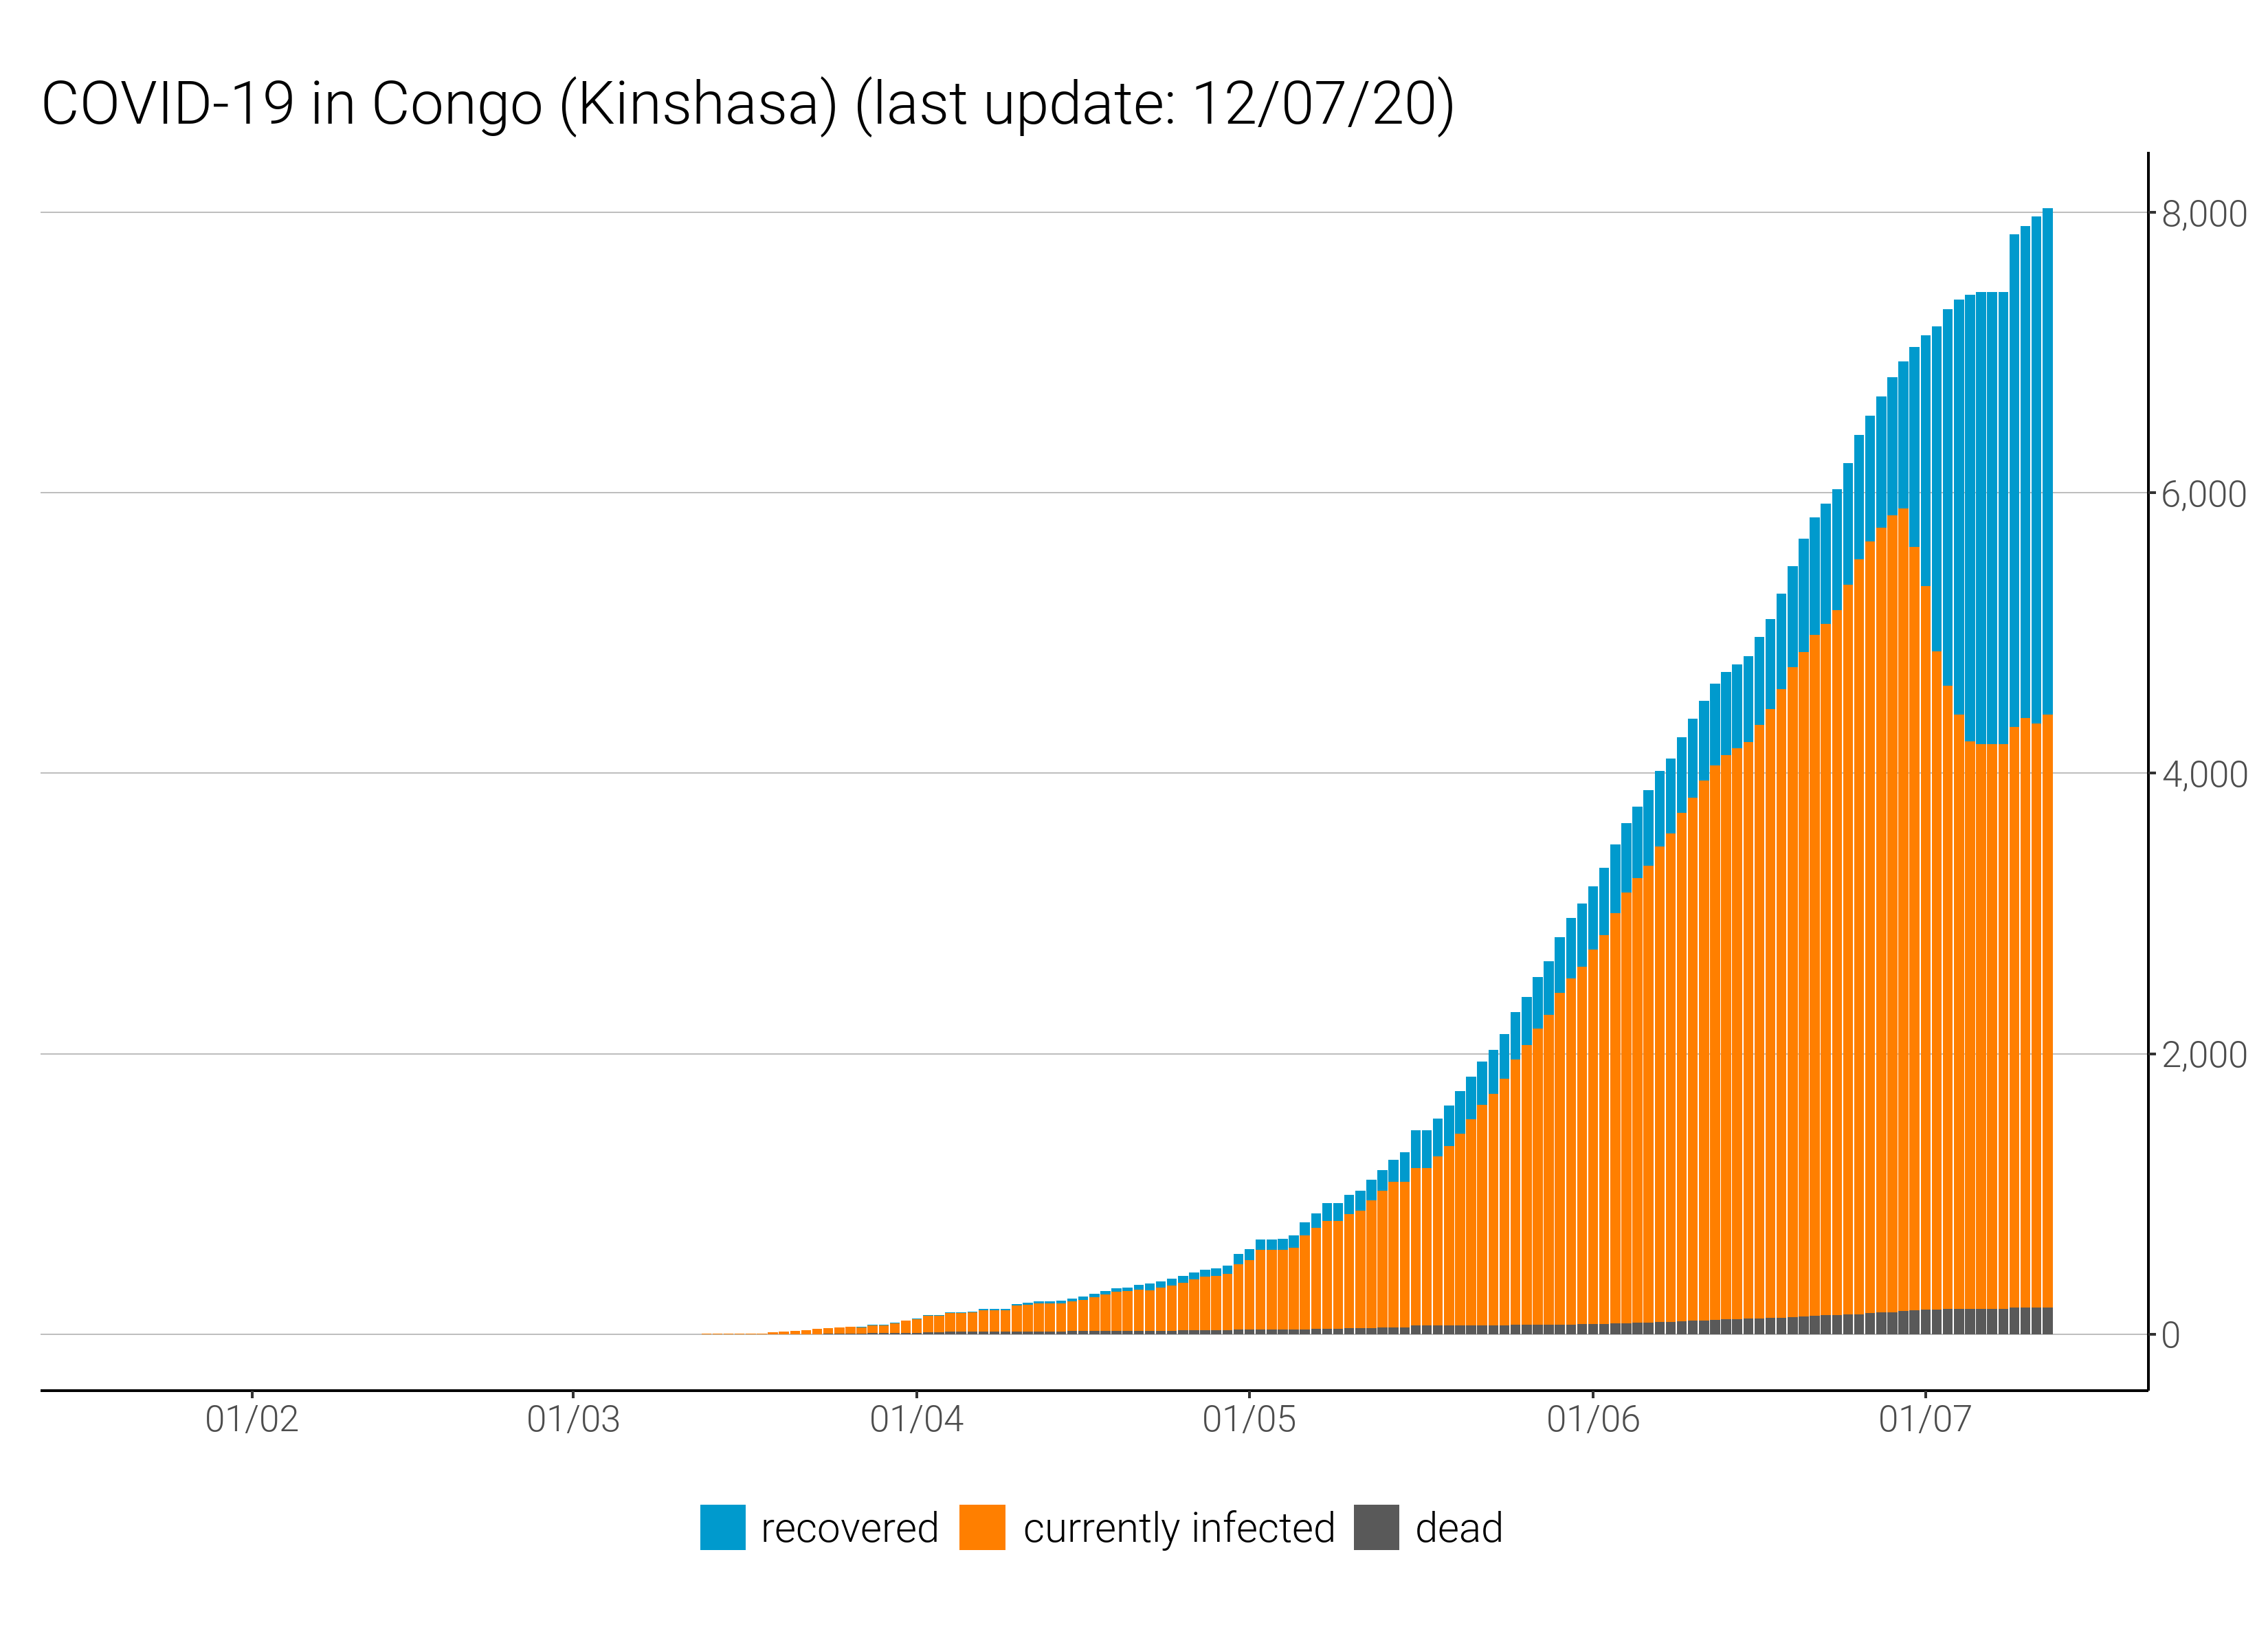 COVID-19 in Congo (Kinshasa) (last update: 12/07/20)
8,000
6,000
4,000
2,000
0
01/02 01/03 01/04 01/05 01/06 01/07
recovered currently infected dead